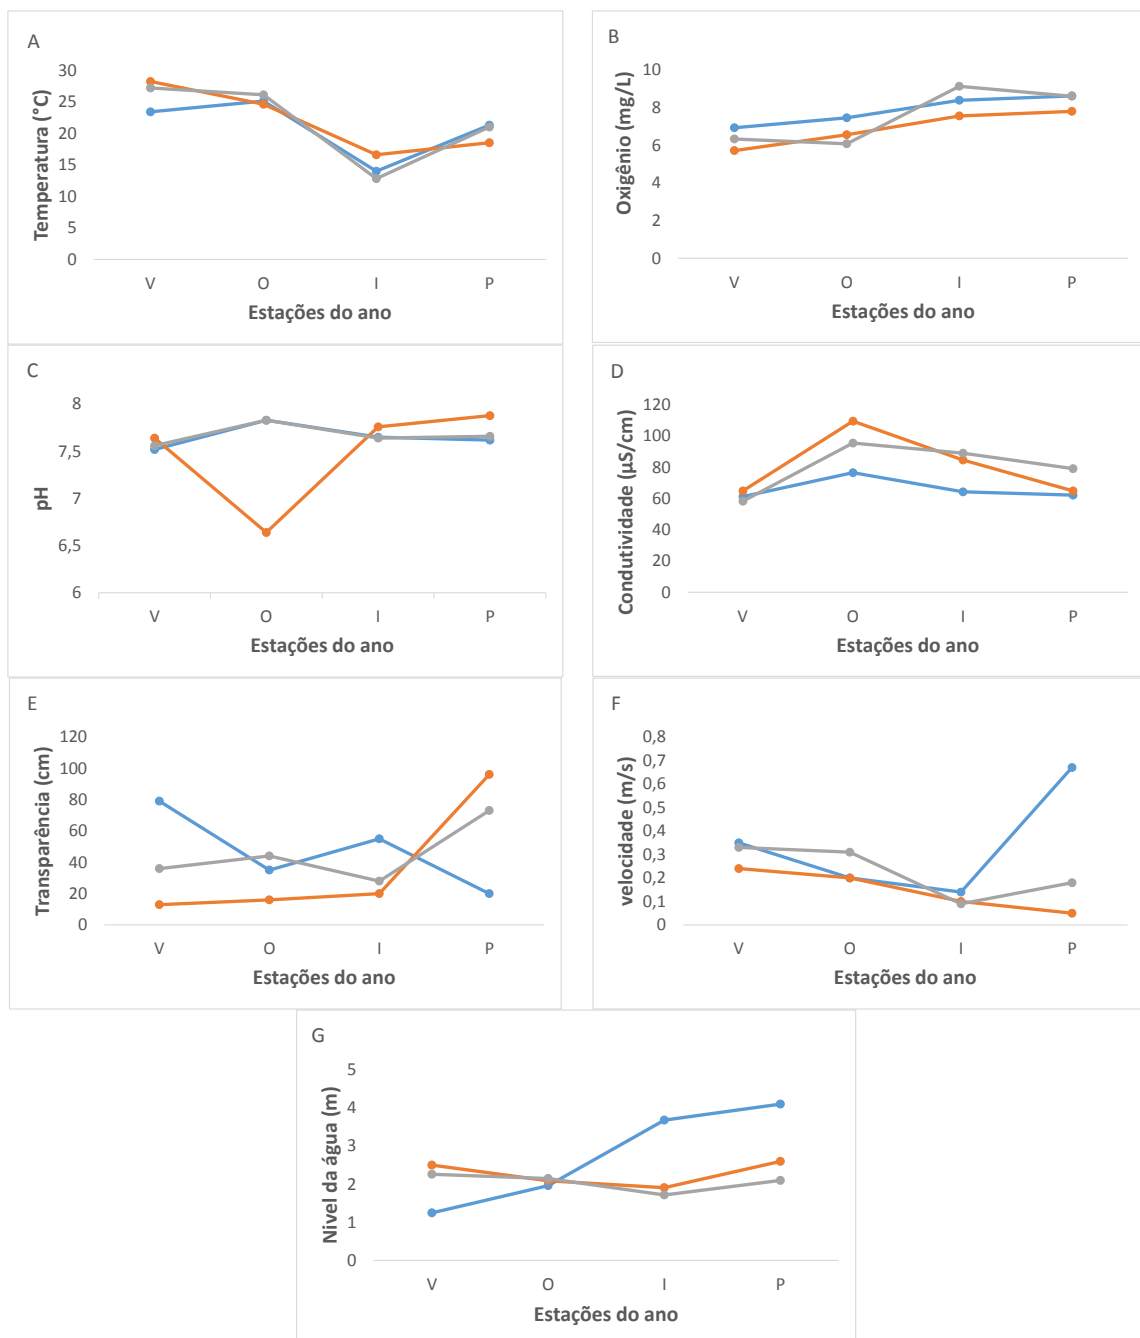 A
Temperatura (°C)
30
25
20
15
10
5
0
V O I P
Estações do ano
B
Oxigênio (mg/L)
10
8
6
4
2
0
V O I P
Estações do ano
C
pH
8
7,5
7
6,5
6
V O I P
Estações do ano
D
Condutividade (µS/cm)
120
100
80
60
40
20
0
V O I P
Estações do ano
E
Transparência (cm)
120
100
80
60
40
20
0
V O I P
Estações do ano
F
velocidade (m/s)
0,8
0,7
0,6
0,5
0,4
0,3
0,2
0,1
0
V O I P
Estações do ano
G
Nivel da água (m)
5
4
3
2
1
0
V O I P
Estações do ano